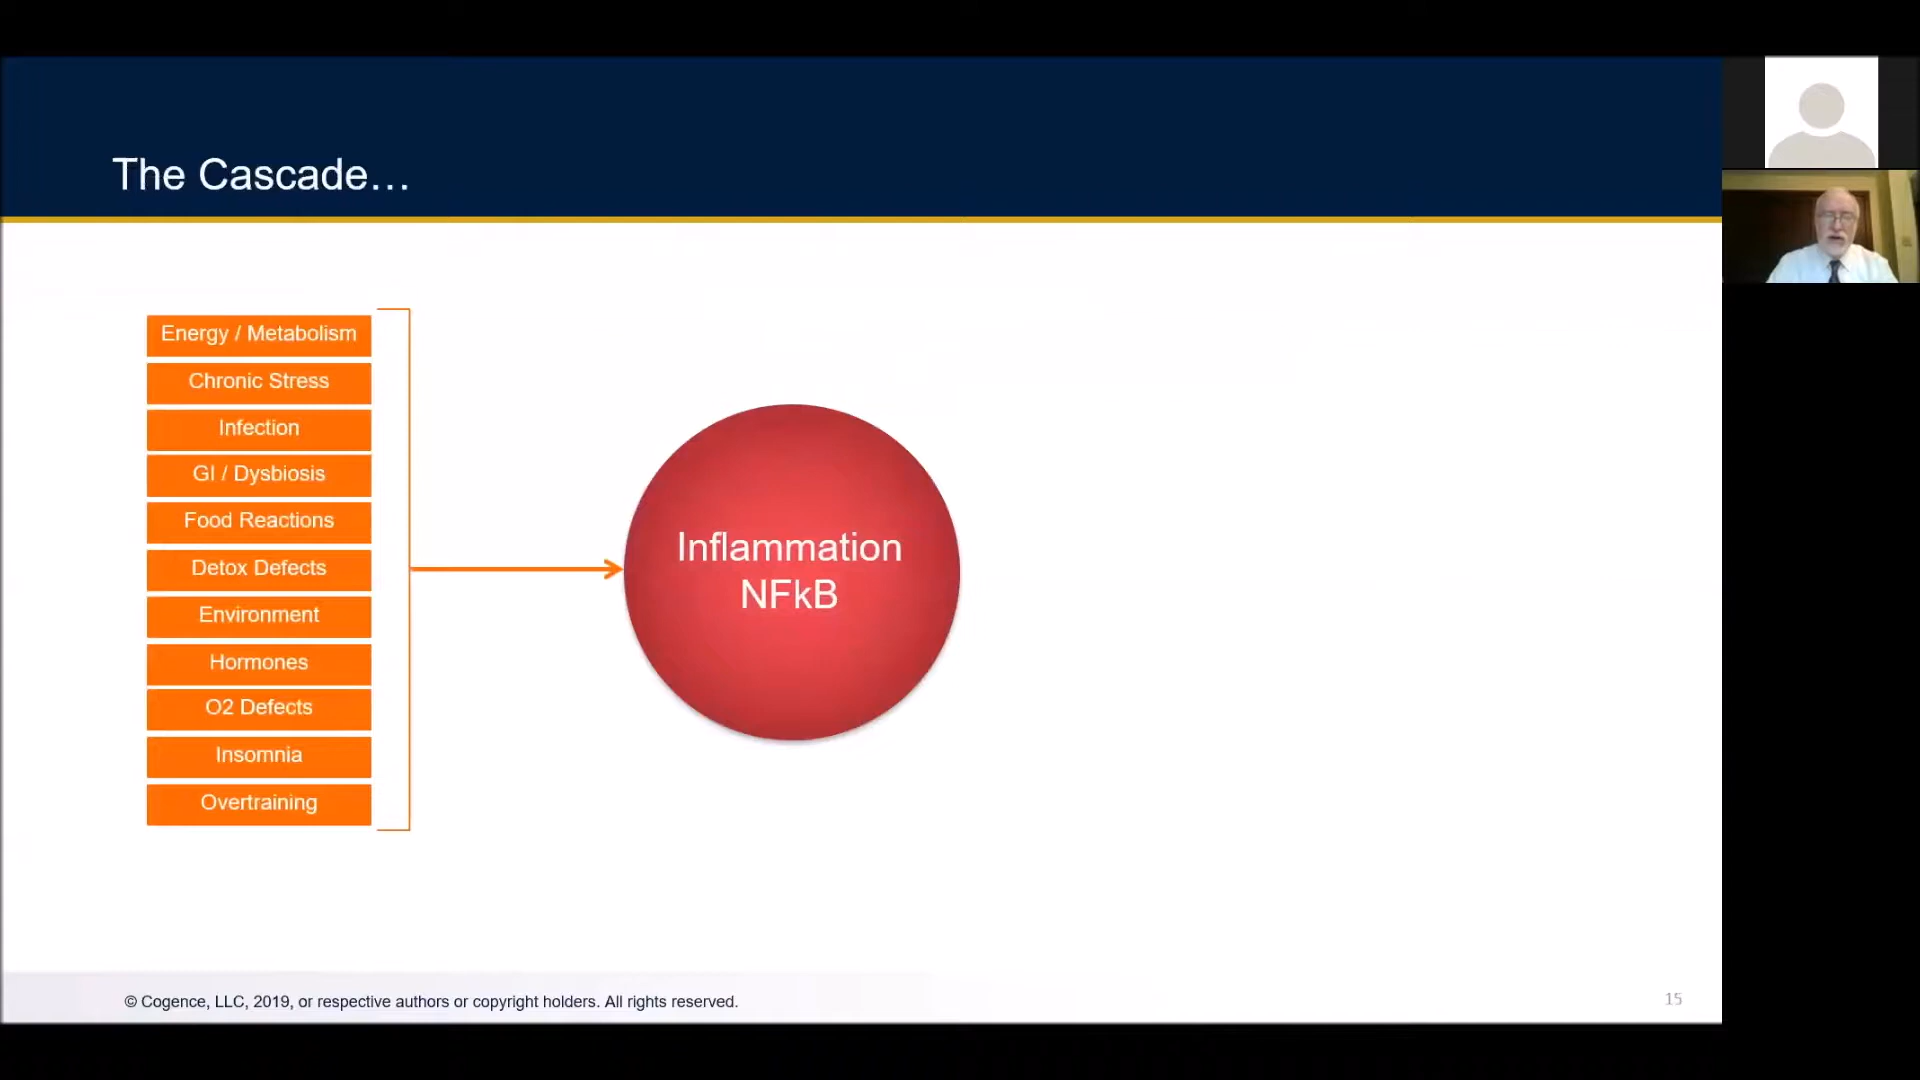 The Cascade…
Energy / Metabolism
Chronic Stress
Infection
GI / Dysbiosis
Food Reactions
Detox Defects
Environment
Hormones
O2 Defects
Insomnia
Overtraining
Inflammation
NFkB
© Cogence, LLC, 2019, or respective authors or copyright holders. All rights reserved.
15